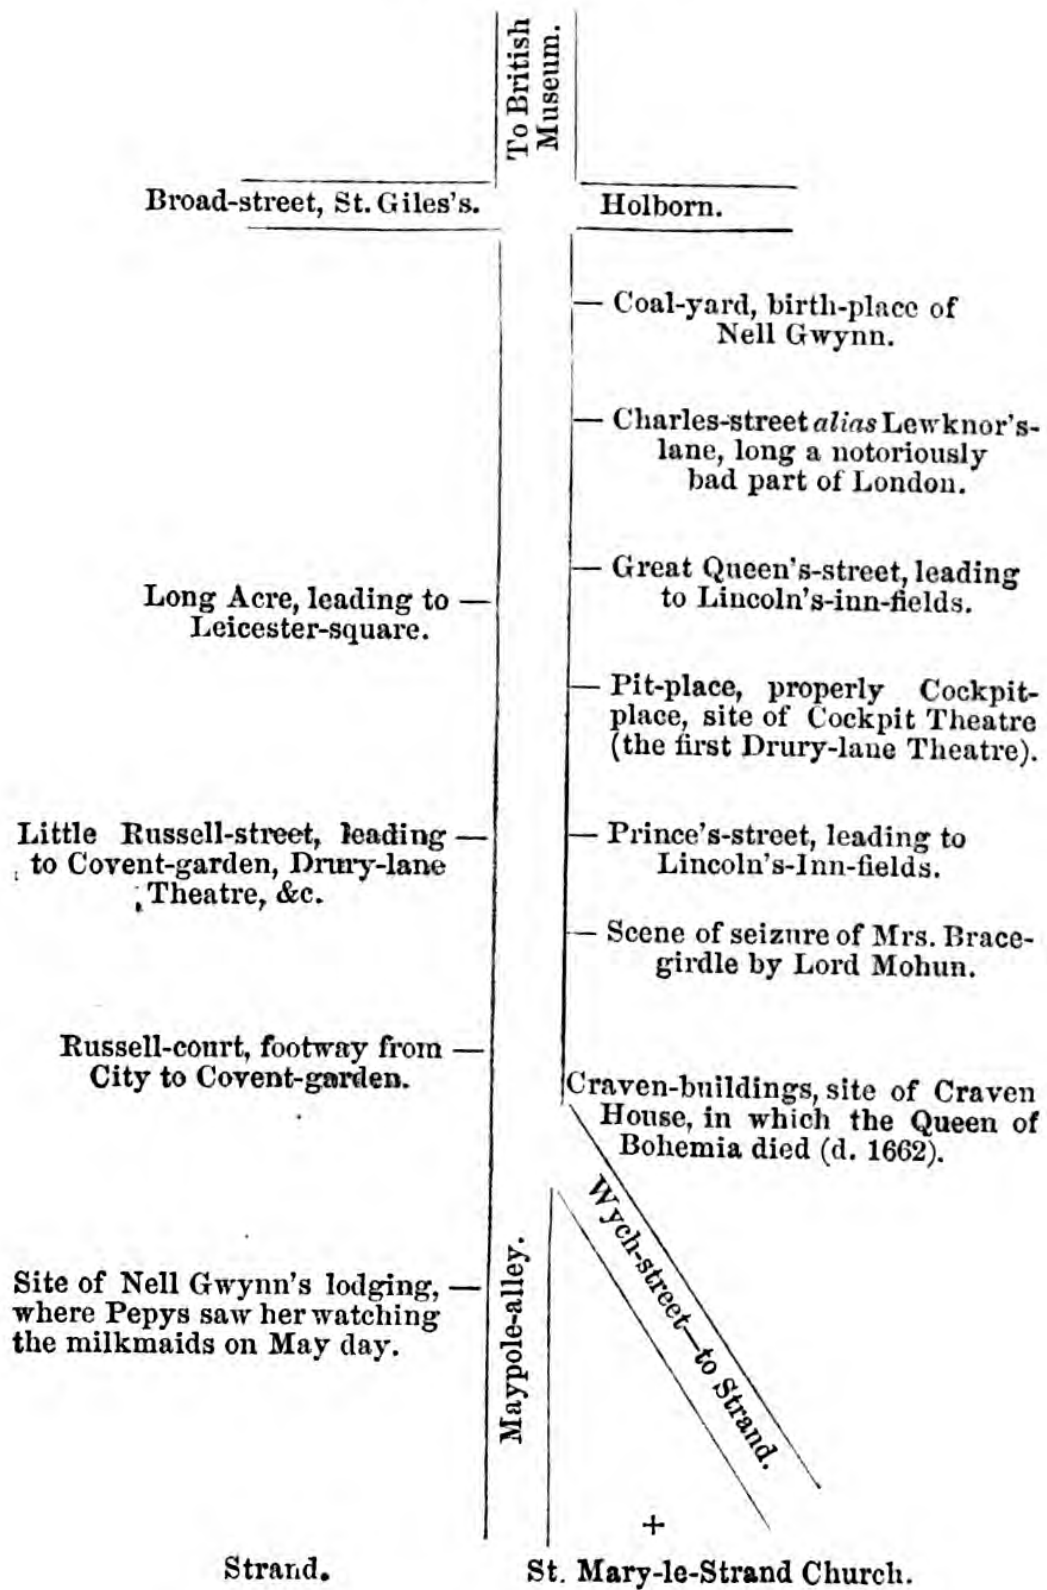 To British
Museum.
Broad-street, St. Giles's.
Holborn.
Coal-yard, birth-place of
Nell Gwynn.
Charles-street alias Lewknor's-
lane, long a notoriously
bad part of London.
Great Queen's-street, leading
to Lincoln's-inn-fields.
Long Acre, leading to
Leicester-square.
Pit-place, properly Cockpit-
place, site of Cockpit Theatre
(the first Drury-lane Theatre).
Little Russell-street, leading
to Covent-garden, Drury-lane
Theatre, &c.
Prince's-street, leading to
Lincoln's-Inn-fields.
Scene of seizure of Mrs. Brace-
girdle by Lord Mohun.
Russell-court, footway from
City to Covent-garden.
Craven-buildings, site of Craven
House, in which the Queen of
Bohemia died (d. 1662).
Wych-street—to Strand.
Maypole-alley.
Site of Nell Gwynn's lodging,
where Pepys saw her watching
the milkmaids on May day.
+
Strand.
St. Mary-le-Strand Church.